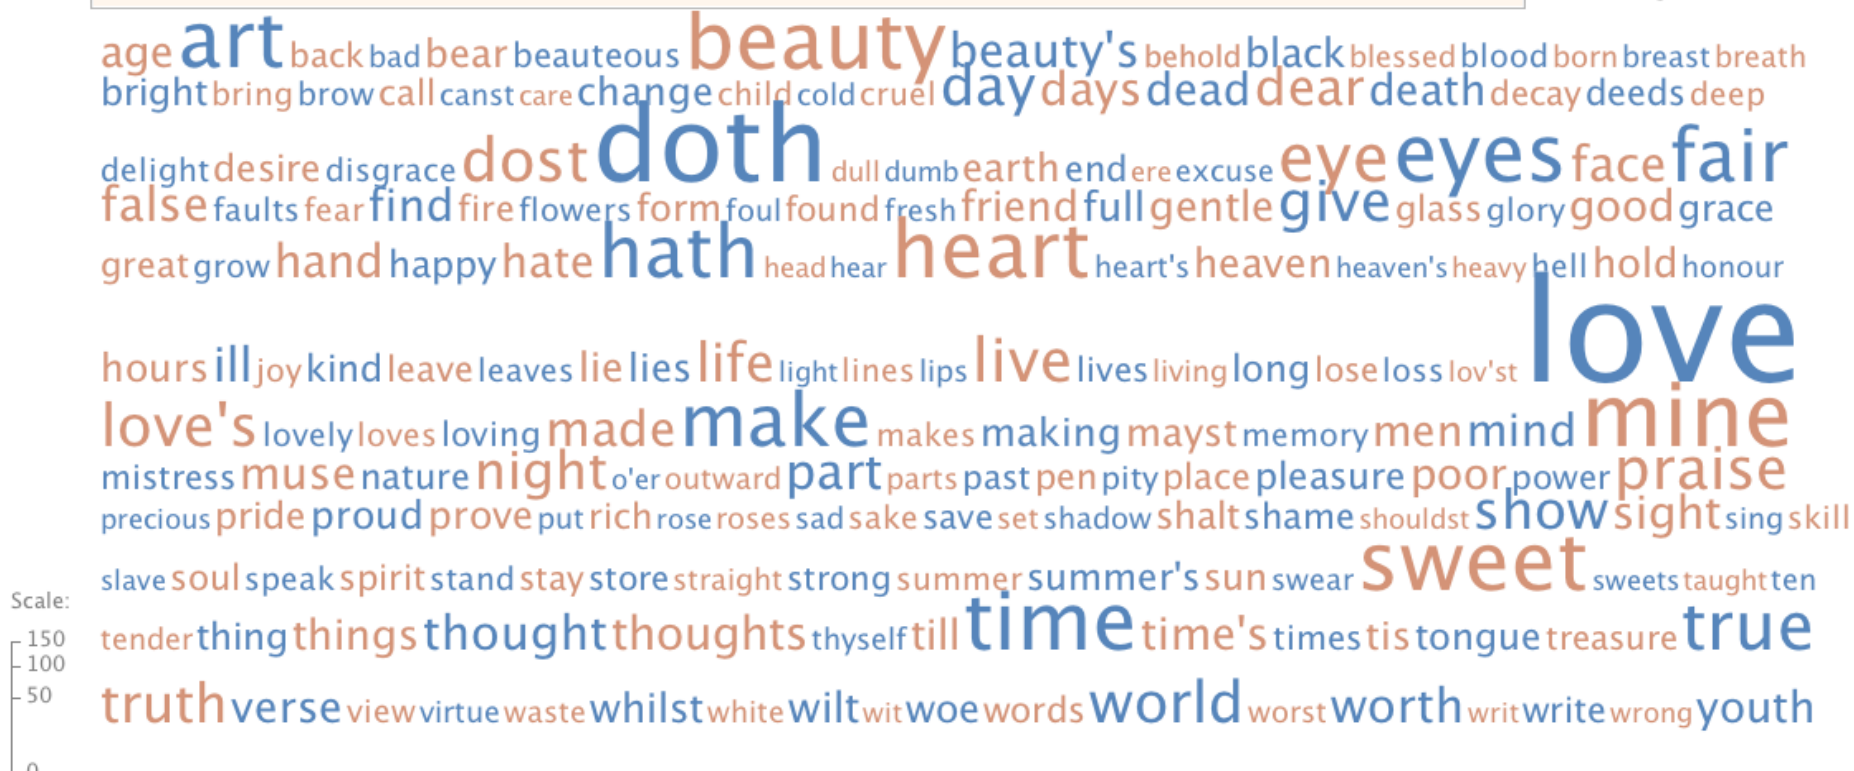 age art back bad bear beauteous beauty beauty's behold black blessed blood born breast breath
bright bring brow call canst care change child cold cruel day days dead dear death decay deeds deep
delight desire disgrace dost doth dull dumb earth end ere excuse eye eyes face fair
false faults fear find fire flowers form foul found fresh friend full gentle give glass glory good grace
great grow hand happy hate hath head hear heart heart's heaven heaven's heavy hell hold honour
hours ill joy kind leave leaves lie lies life light lines lips live lives living long lose loss lov'st love
love's lovely loves loving made make makes making mayst memory men mind mine
mistress muse nature night o'er outward part parts past pen pity place pleasure poor power praise
precious pride proud prove put rich rose roses sad sake save set shadow shalt shame shouldst show sight sing skill
slave soul speak spirit stand stay store straight strong summer summer's sun swear sweet sweets taught ten
Scale:
tender thing things thought thoughts thyself till time time's times tis tongue treasure true
150
100
50
truth verse view virtue waste whilst white wilt wit woe words world worst worth writ write wrong youth
0